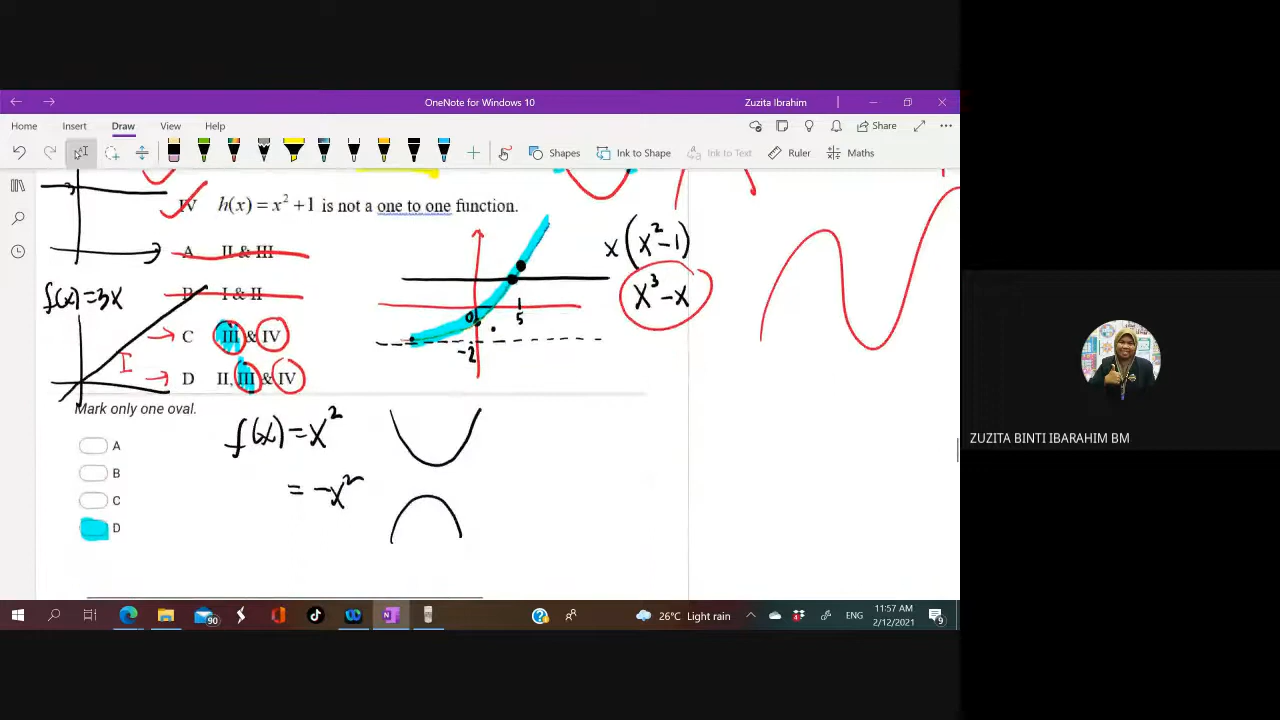 OneNote for Windows 10
Zuzita Ibrahim
Home Insert Draw View Help
Share
Shapes Ink to Shape Ink to Text Ruler Maths
IV h(x) = x² + 1 is not a one to one function.
A II & III
B I & II
C III & IV
D II, III & IV
f(x) = 3x
I
0
5
-2
x(x² - 1)
x³ - x
Mark only one oval.
A
B
C
D
f(x) = x²
= -x²
ZUZITA BINTI IBARAHIM BM
90
26°C Light rain
ENG
11:57 AM
2/12/2021
9